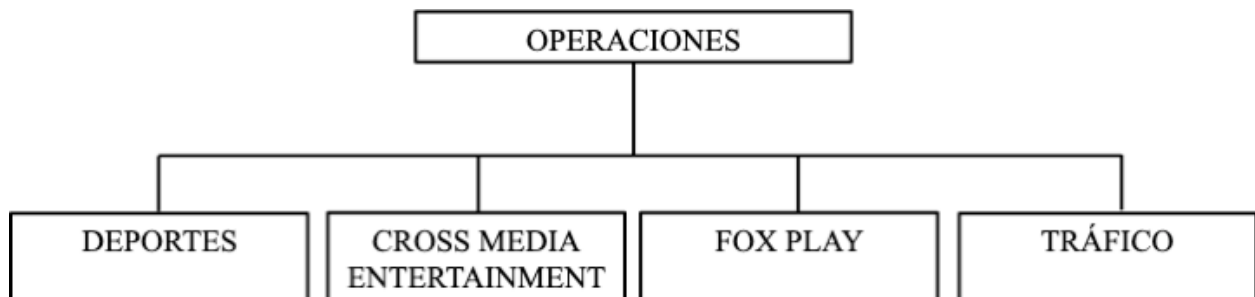 OPERACIONES
DEPORTES
CROSS MEDIA
ENTERTAINMENT
FOX PLAY
TRÁFICO